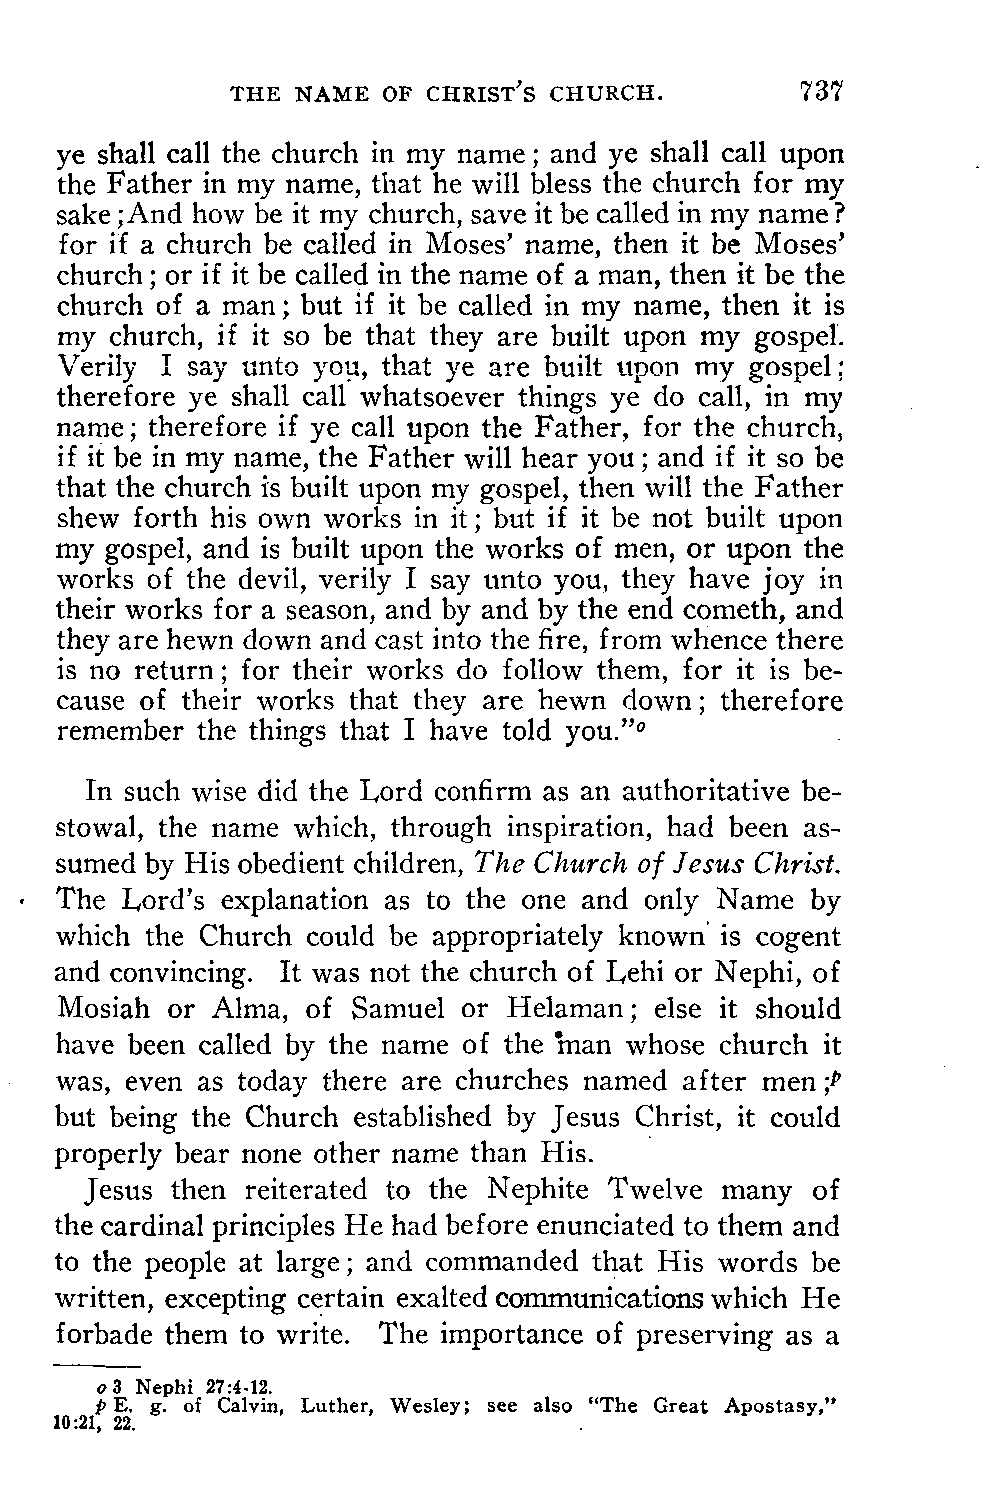 THE NAME OF CHRIST'S CHURCH. 737
ye shall call the church in my name; and ye shall call upon
the Father in my name, that he will bless the church for my
sake;And how be it my church, save it be called in my name?
for if a church be called in Moses' name, then it be Moses'
church; or if it be called in the name of a man, then it be the
church of a man; but if it be called in my name, then it is
my church, if it so be that they are built upon my gospel.
Verily I say unto you, that ye are built upon my gospel;
therefore ye shall call whatsoever things ye do call, in my
name; therefore if ye call upon the Father, for the church,
if it be in my name, the Father will hear you; and if it so be
that the church is built upon my gospel, then will the Father
shew forth his own works in it; but if it be not built upon
my gospel, and is built upon the works of men, or upon the
works of the devil, verily I say unto you, they have joy in
their works for a season, and by and by the end cometh, and
they are hewn down and cast into the fire, from whence there
is no return; for their works do follow them, for it is be-
cause of their works that they are hewn down; therefore
remember the things that I have told you."o
In such wise did the Lord confirm as an authoritative be-
stowal, the name which, through inspiration, had been as-
sumed by His obedient children, The Church of Jesus Christ.
The Lord's explanation as to the one and only Name by
which the Church could be appropriately known is cogent
and convincing. It was not the church of Lehi or Nephi, of
Mosiah or Alma, of Samuel or Helaman; else it should
have been called by the name of the man whose church it
was, even as today there are churches named after men;p
but being the Church established by Jesus Christ, it could
properly bear none other name than His.
Jesus then reiterated to the Nephite Twelve many of
the cardinal principles He had before enunciated to them and
to the people at large; and commanded that His words be
written, excepting certain exalted communications which He
forbade them to write. The importance of preserving as a
o 3 Nephi 27:4-12.
p E. g. of Calvin, Luther, Wesley; see also "The Great Apostasy,"
10:21, 22.